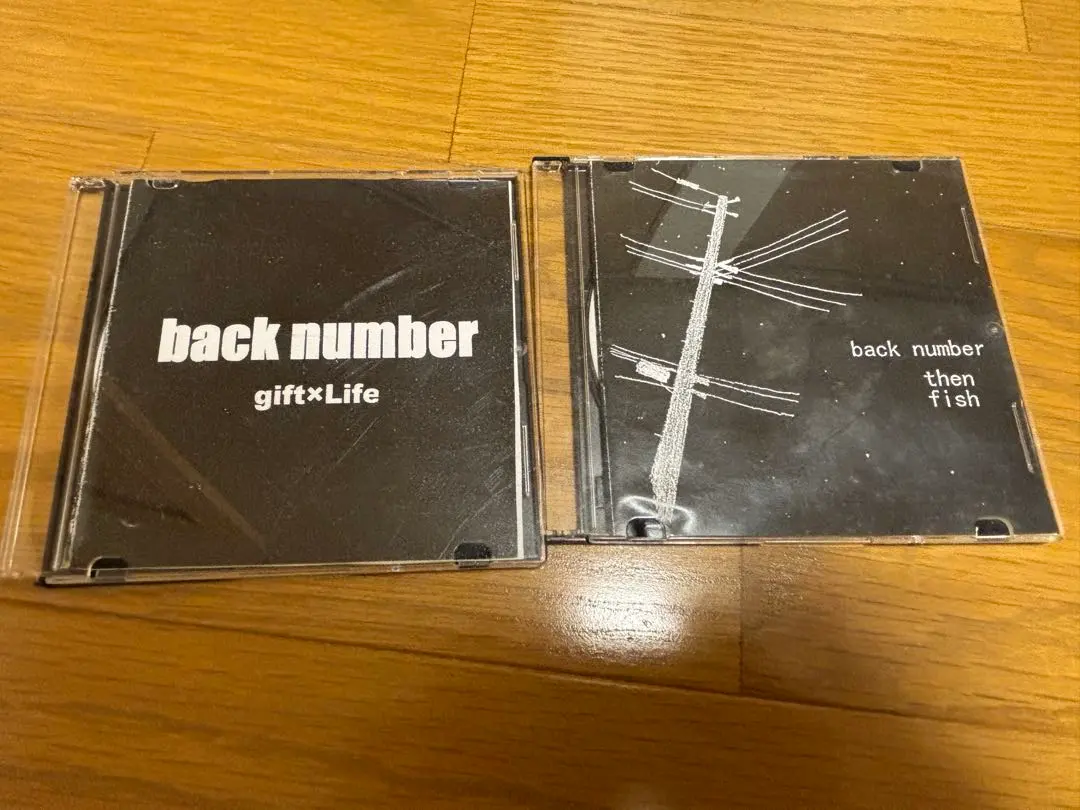 back number
gift×Life
back number
then
fish